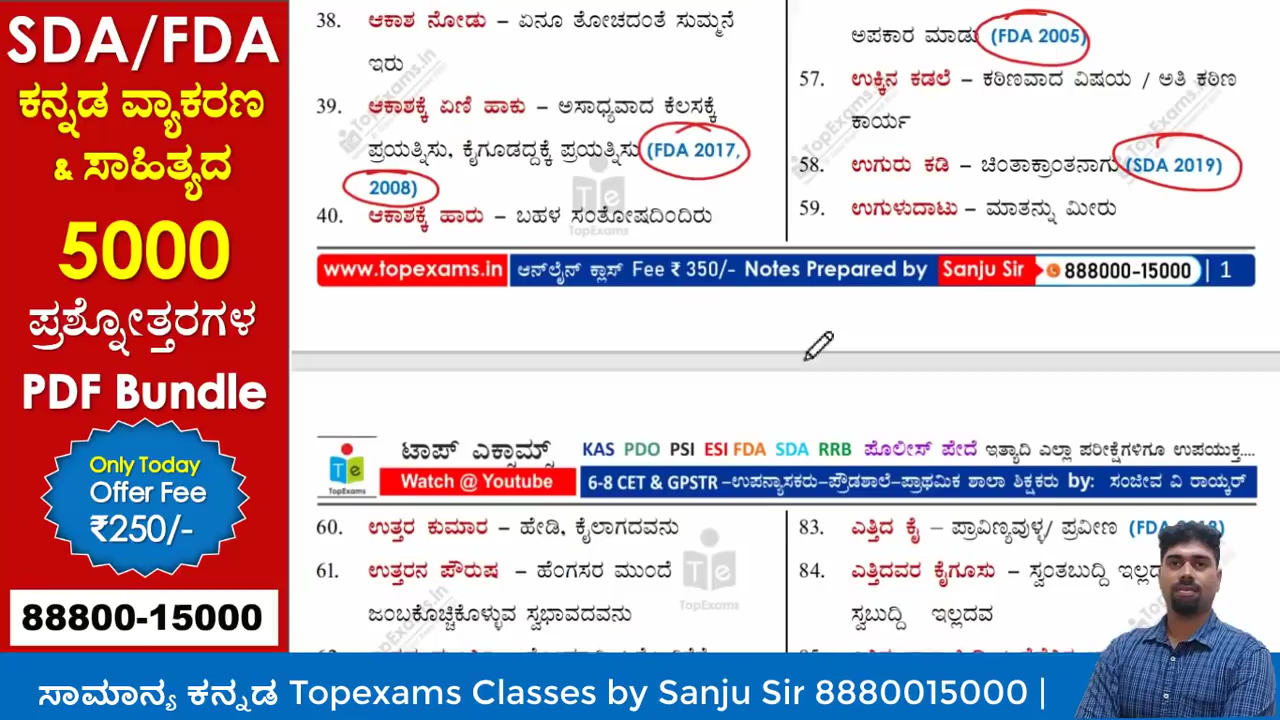 SDA/FDA
ಕನ್ನಡ ವ್ಯಾಕರಣ
& ಸಾಹಿತ್ಯದ
5000
ಪ್ರಶ್ನೋತ್ತರಗಳ
PDF Bundle
Only Today
Offer Fee
₹250/-
88800-15000
38. ಆಕಾಶ ನೋಡು – ಏನೂ ತೋಚದಂತೆ ಸುಮ್ಮನೆ
ಇರು
39. ಆಕಾಶಕ್ಕೆ ಏಣಿ ಹಾಕು – ಅಸಾಧ್ಯವಾದ ಕೆಲಸಕ್ಕೆ
ಪ್ರಯತ್ನಿಸು, ಕೈಗೂಡದ್ದಕ್ಕೆ ಪ್ರಯತ್ನಿಸು (FDA 2017,
2008)
40. ಆಕಾಶಕ್ಕೆ ಹಾರು – ಬಹಳ ಸಂತೋಷದಿಂದಿರು
ಅಪಕಾರ ಮಾಡು (FDA 2005)
57. ಉಕ್ಕಿನ ಕಡಲೆ – ಕಠಿಣವಾದ ವಿಷಯ / ಅತಿ ಕಠಿಣ
ಕಾರ್ಯ
58. ಉಗುರು ಕಡಿ – ಚಿಂತಾಕ್ರಾಂತನಾಗು (SDA 2019)
59. ಉಗುಳುದಾಟು – ಮಾತನ್ನು ಮೀರು
www.topexams.in ಆನ್‌ಲೈನ್ ಕ್ಲಾಸ್ Fee ₹ 350/- Notes Prepared by Sanju Sir 888000-15000 | 1
Te
TopExams
ಟಾಪ್ ಎಕ್ಸಾಮ್ಸ್ KAS PDO PSI ESI FDA SDA RRB ಪೊಲೀಸ್ ಪೇದೆ ಇತ್ಯಾದಿ ಎಲ್ಲಾ ಪರೀಕ್ಷೆಗಳಿಗೂ ಉಪಯುಕ್ತ....
Watch @ Youtube 6-8 CET & GPSTR –ಉಪನ್ಯಾಸಕರು–ಪ್ರೌಢಶಾಲೆ–ಪ್ರಾಥಮಿಕ ಶಾಲಾ ಶಿಕ್ಷಕರು by: ಸಂಜೀವ ವಿ ರಾಯ್ಕರ್
60. ಉತ್ತರ ಕುಮಾರ – ಹೇಡಿ, ಕೈಲಾಗದವನು
61. ಉತ್ತರನ ಪೌರುಷ – ಹೆಂಗಸರ ಮುಂದೆ
ಜಂಬಕೊಚ್ಚಿಕೊಳ್ಳುವ ಸ್ವಭಾವದವನು
83. ಎತ್ತಿದ ಕೈ – ಪ್ರಾವಿಣ್ಯವುಳ್ಳ/ ಪ್ರವೀಣ (FDA
84. ಎತ್ತಿದವರ ಕೈಗೂಸು – ಸ್ವಂತಬುದ್ದಿ
ಸ್ವಬುದ್ದಿ ಇಲ್ಲದವ
ಸಾಮಾನ್ಯ ಕನ್ನಡ Topexams Classes by Sanju Sir 8880015000 |